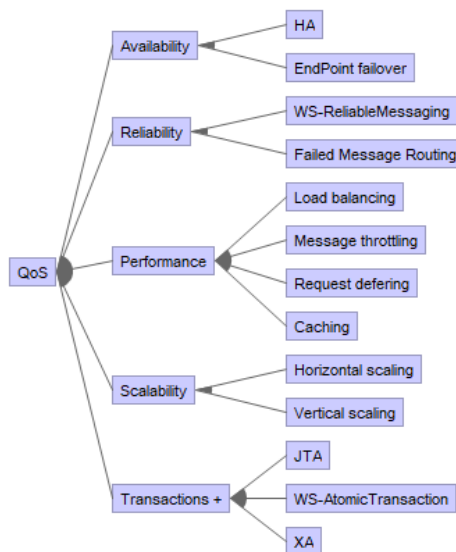 QoS
Availability
HA
EndPoint failover
Reliability
WS-ReliableMessaging
Failed Message Routing
Performance
Load balancing
Message throttling
Request defering
Caching
Scalability
Horizontal scaling
Vertical scaling
Transactions +
JTA
WS-AtomicTransaction
XA